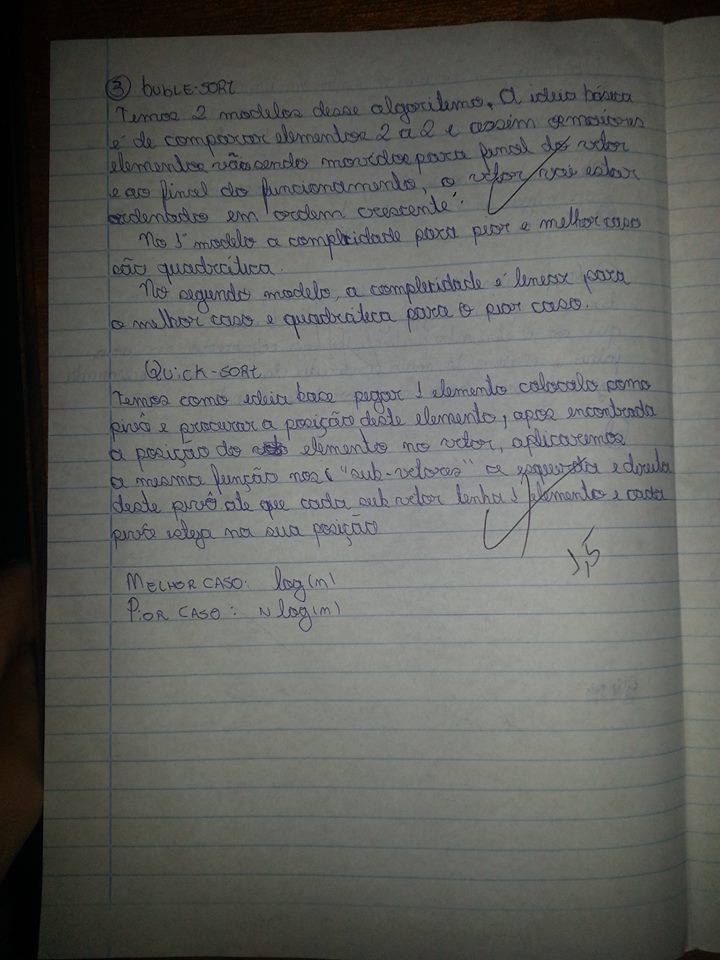 3 BUBLE-SORT
Temos 2 modelos desse algoritemo. A ideia básica
é de comparar elementos 2 a 2 e assim os maiores
elementos vão sendo movidos para final do vetor
e ao final do funcionamento, o vetor vai estar
ordenados em ordem crescente.
No 1º modelo a complexidade para pior e melhor caso
são quadrática.
No segundo modelo, a complexidade é linear para
o melhor caso e quadrática para o pior caso.
QUICK-SORT
Temos como ideia base pegar 1 elemento colocalo como
pivô e procurar a posição deste elemento, apos encontrada
a posição do elemento no vetor, aplicaremos
a mesma função nos "sub-vetores" a esquerda e direita
deste pivô ate que cada sub vetor tenha 1 elemento e cada
pivô esteja na sua posição
1,5
MELHOR CASO: log(n)
PIOR CASO: N log(n)